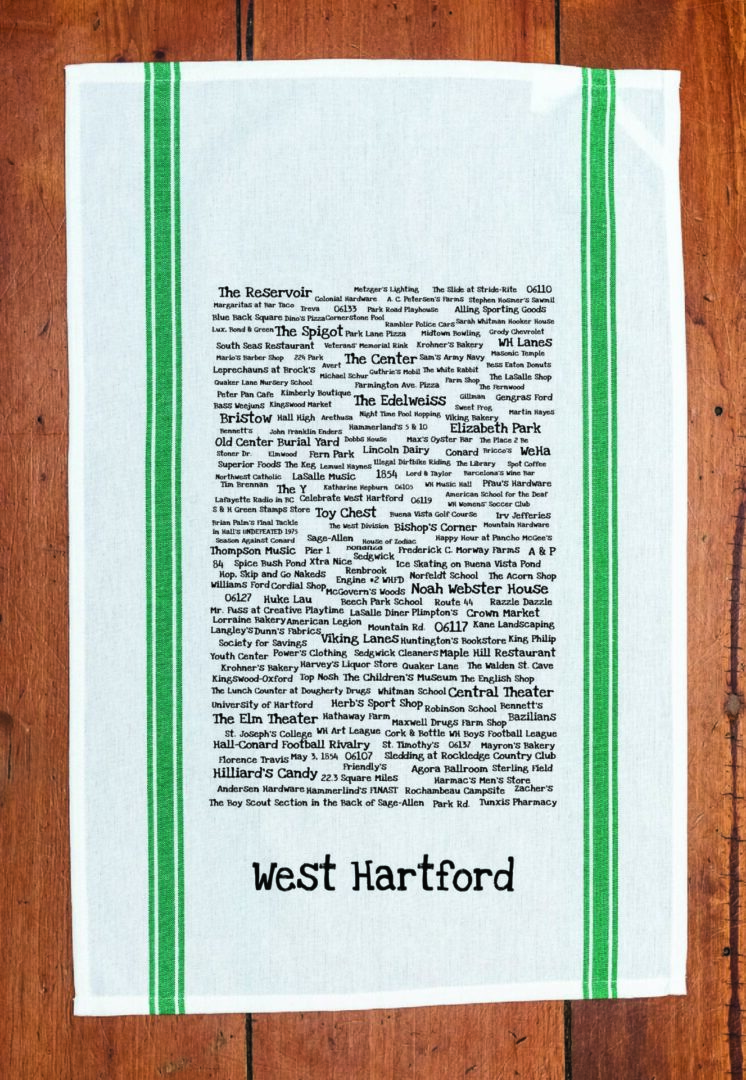 The Reservoir Metzger's Lighting The Slide at Stride-Rite 06110
Colonial Hardware A. C. Petersen's Farms Stephen Hosmer's Sawmil
Margaritas at Bar Taco Treva 06133 Park Road Playhouse Alling Sporting Goods
Blue Back Square Dino's Pizza Cornerstone Pool Rambler Police Cars Sarah Whitman Hooker House
Lux. Bond & Green The Spigot Park Lane Pizza Midtown Bowling Grody Chevrolet
South Seas Restaurant Veterans' Memorial Rink Krohner's Bakery WH Lanes
Mario's Barber Shop 224 Park The Center Sam's Army Navy Masonic Temple
Leprechauns at Brock's Avert Guthrie's Mobil The White Rabbit Bess Eaton Donuts
Quaker Lane Nursery School Michael Schur Farmington Ave. Pizza Farm Shop The LaSalle Shop
Peter Pan Cafe Kimberly Boutique The Edelweiss Gillman The Fernwood Gengras Ford
Bass Weejuns Kingswood Market Sweet Frog Martin Hayes
Bristow Hall High Arethusa Night Time Pool Hopping Viking Bakery
Bennett's John Franklin Enders Hammerland's 5 & 10 Elizabeth Park
Old Center Burial Yard Dobbs House Max's Oyster Bar The Place 2 Be
Stoner Dr. Elmwood Fern Park Lincoln Dairy Conard Bricco's WeHa
Superior Foods The Keg Lemuel Haynes Illegal Dirtbike Riding The Library Spot Coffee
Northwest Catholic LaSalle Music 1854 Lord & Taylor Barcelona's Wine Bar
Tim Brennan The Y Katharine Hepburn 06105 WH Music Hall Pfau's Hardware
Lafayette Radio in BC Celebrate West Hartford 06119 American School for the Deaf
S & H Green Stamps Store Toy Chest Buena Vista Golf Course WH Womens' Soccer Club Irv Jefferies
Brian Palm's Final Tackle
in Hall's UNDEFEATED 1975 The West Division Bishop's Corner Mountain Hardware
Season Against Conard Sage-Allen House of Zodiac Happy Hour at Pancho McGee's
Thompson Music Pier 1 Bonanza Sedgwick Frederick C. Morway Farms A & P
84 Spice Bush Pond Xtra Nice Ice Skating on Buena Vista Pond
Hop, Skip and Go Nakeds Renbrook Norfeldt School The Acorn Shop
Williams Ford Cordial Shop Engine #2 WHFD McGovern's Woods Noah Webster House
06127 Huke Lau Beech Park School Route 44 Razzle Dazzle
Mr. Fuss at Creative Playtime LaSalle Diner Plimpton's Crown Market
Lorraine Bakery American Legion Mountain Rd. 06117 Kane Landscaping
Langley's Dunn's Fabrics Viking Lanes Huntington's Bookstore King Philip
Society for Savings
Youth Center Power's Clothing Sedgwick Cleaners Maple Hill Restaurant
Krohner's Bakery Harvey's Liquor Store Quaker Lane The Walden St. Cave
Kingswood-Oxford Top Nosh The Children's Museum The English Shop
The Lunch Counter at Dougherty Drugs Whitman School Central Theater
University of Hartford Herb's Sport Shop Robinson School Bennett's
The Elm Theater Hathaway Farm Maxwell Drugs Farm Shop Bazilians
St. Joseph's College WH Art League Cork & Bottle WH Boys Football League
Hall-Conard Football Rivalry St. Timothy's 06137 Mayron's Bakery
Florence Travis May 3, 1854 06107 Sledding at Rockledge Country Club
Hilliard's Candy 22.3 Square Miles Friendly's Agora Ballroom Sterling Field
Harmac's Men's Store
Andersen Hardware Hammerlind's FINAST Rochambeau Campsite Zacher's
The Boy Scout Section in the Back of Sage-Allen Park Rd. Tunxis Pharmacy
West Hartford